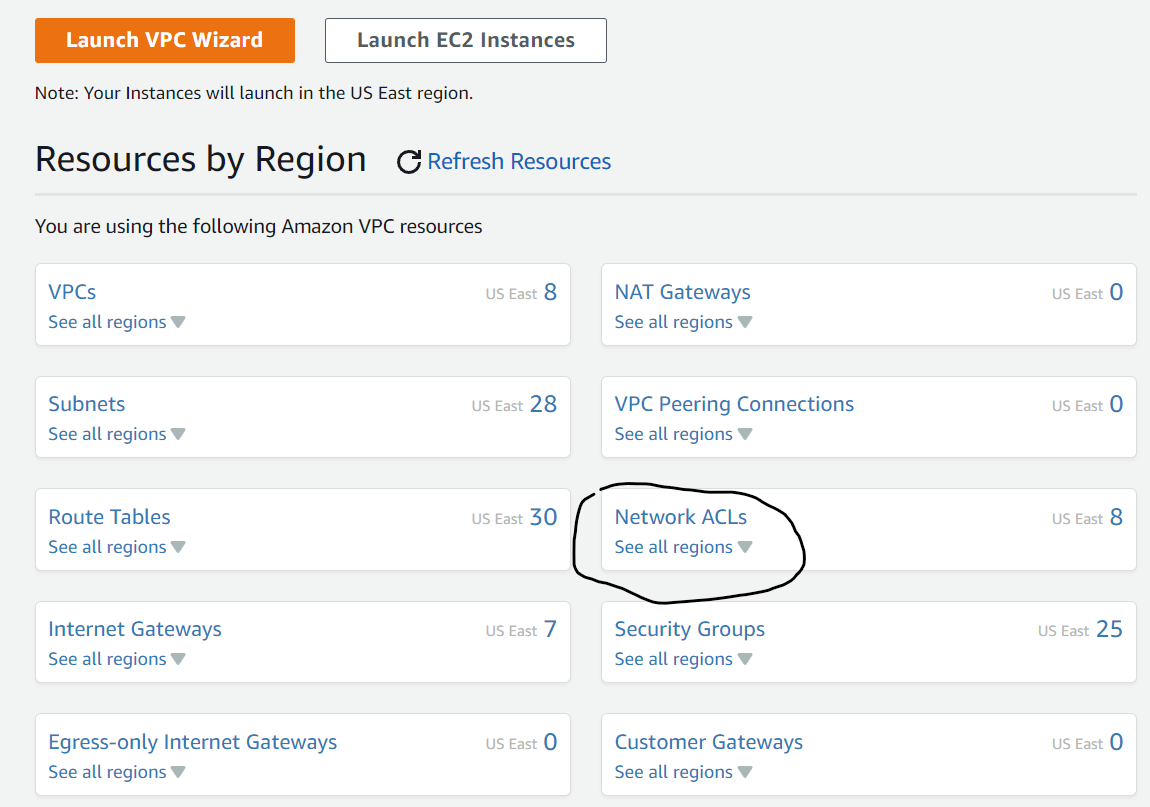 Launch VPC Wizard
Launch EC2 Instances
Note: Your Instances will launch in the US East region.
Resources by Region
Refresh Resources
You are using the following Amazon VPC resources
VPCs
US East 8
See all regions
NAT Gateways
US East 0
See all regions
Subnets
US East 28
See all regions
VPC Peering Connections
US East 0
See all regions
Route Tables
US East 30
See all regions
Network ACLs
US East 8
See all regions
Internet Gateways
US East 7
See all regions
Security Groups
US East 25
See all regions
Egress-only Internet Gateways
US East 0
See all regions
Customer Gateways
US East 0
See all regions